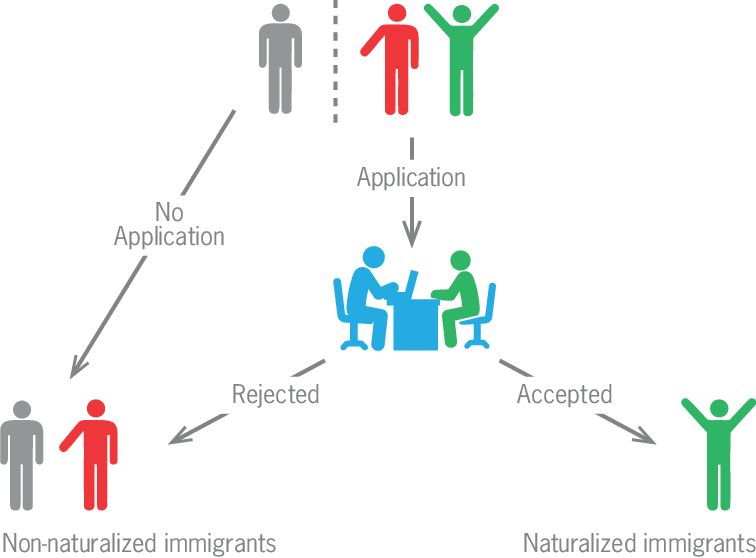 Application
No
Application
Rejected
Accepted
Non-naturalized immigrants
Naturalized immigrants